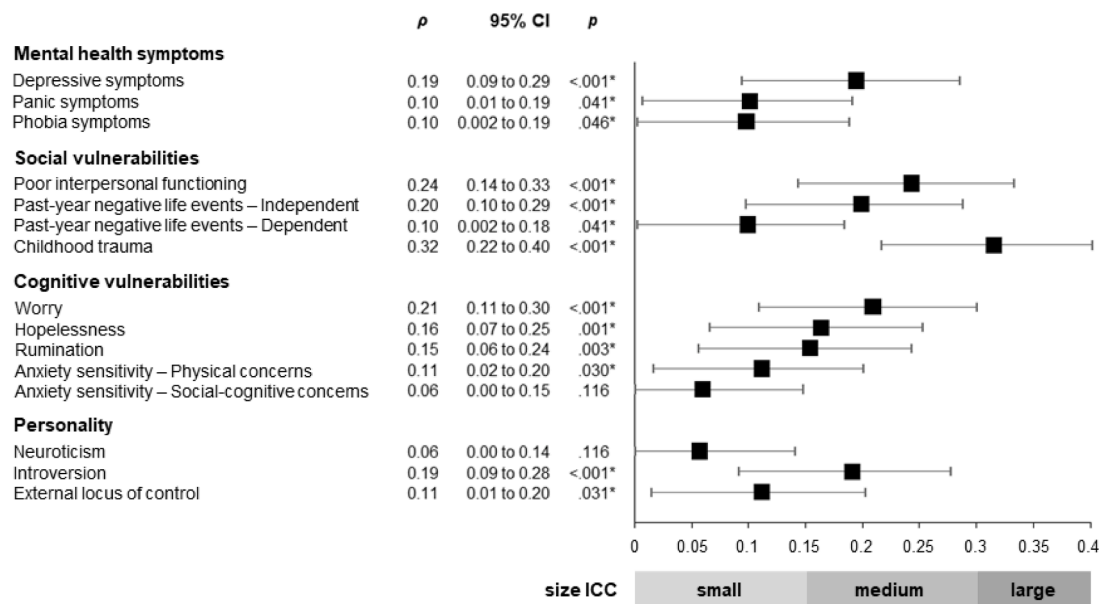 ρ 95% CI p
Mental health symptoms
Depressive symptoms 0.19 0.09 to 0.29 <.001*
Panic symptoms 0.10 0.01 to 0.19 .041*
Phobia symptoms 0.10 0.002 to 0.19 .046*
Social vulnerabilities
Poor interpersonal functioning 0.24 0.14 to 0.33 <.001*
Past-year negative life events – Independent 0.20 0.10 to 0.29 <.001*
Past-year negative life events – Dependent 0.10 0.002 to 0.18 .041*
Childhood trauma 0.32 0.22 to 0.40 <.001*
Cognitive vulnerabilities
Worry 0.21 0.11 to 0.30 <.001*
Hopelessness 0.16 0.07 to 0.25 .001*
Rumination 0.15 0.06 to 0.24 .003*
Anxiety sensitivity – Physical concerns 0.11 0.02 to 0.20 .030*
Anxiety sensitivity – Social-cognitive concerns 0.06 0.00 to 0.15 .116
Personality
Neuroticism 0.06 0.00 to 0.14 .116
Introversion 0.19 0.09 to 0.28 <.001*
External locus of control 0.11 0.01 to 0.20 .031*
0 0.05 0.1 0.15 0.2 0.25 0.3 0.35 0.4
size ICC small medium large